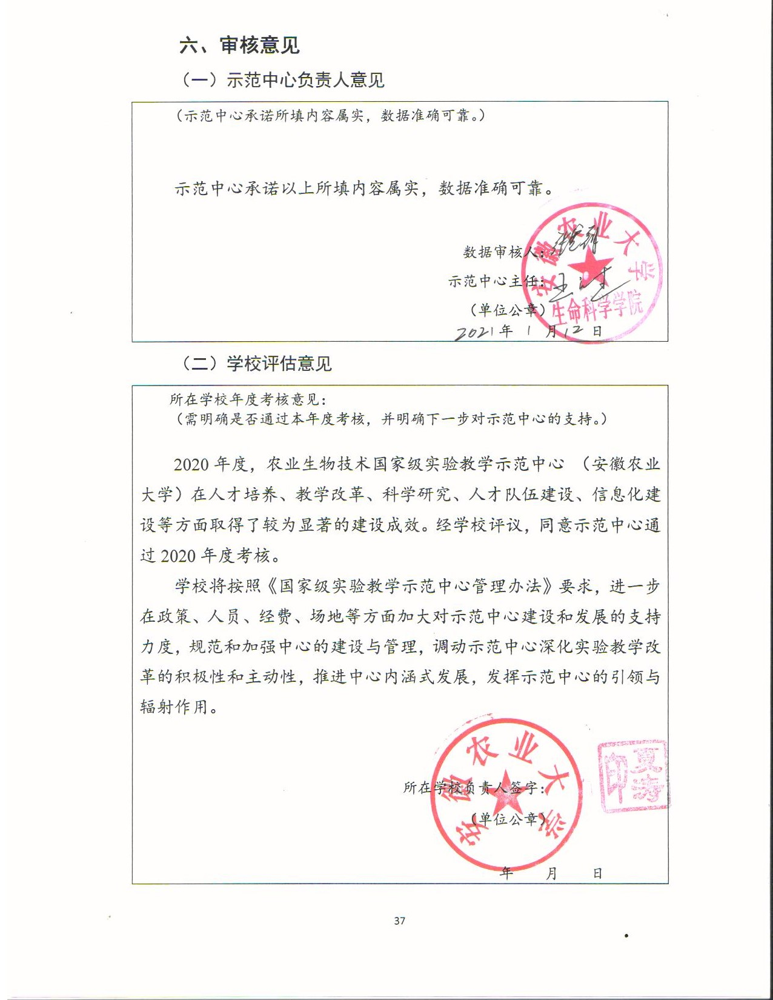 六、审核意见
（一）示范中心负责人意见
（示范中心承诺所填内容属实，数据准确可靠。）
示范中心承诺以上所填内容属实，数据准确可靠。
数据审核人：
示范中心主任：
（单位公章）
2021年 1 月 12 日
安徽农业大学
生命科学学院
（二）学校评估意见
所在学校年度考核意见：
（需明确是否通过本年度考核，并明确下一步对示范中心的支持。）
2020 年度，农业生物技术国家级实验教学示范中心 （安徽农业
大学）在人才培养、教学改革、科学研究、人才队伍建设、信息化建
设等方面取得了较为显著的建设成效。经学校评议，同意示范中心通
过 2020 年度考核。
学校将按照《国家级实验教学示范中心管理办法》要求，进一步
在政策、人员、经费、场地等方面加大对示范中心建设和发展的支持
力度，规范和加强中心的建设与管理，调动示范中心深化实验教学改
革的积极性和主动性，推进中心内涵式发展，发挥示范中心的引领与
辐射作用。
所在学校负责人签字：
（单位公章）
安徽农业大学
夏涛印
年 月 日
37